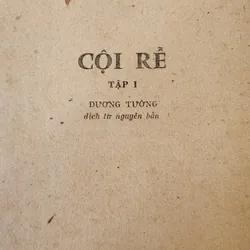 CỘI RỄ
TẬP I
DƯƠNG TƯỜNG
dịch từ nguyên bản